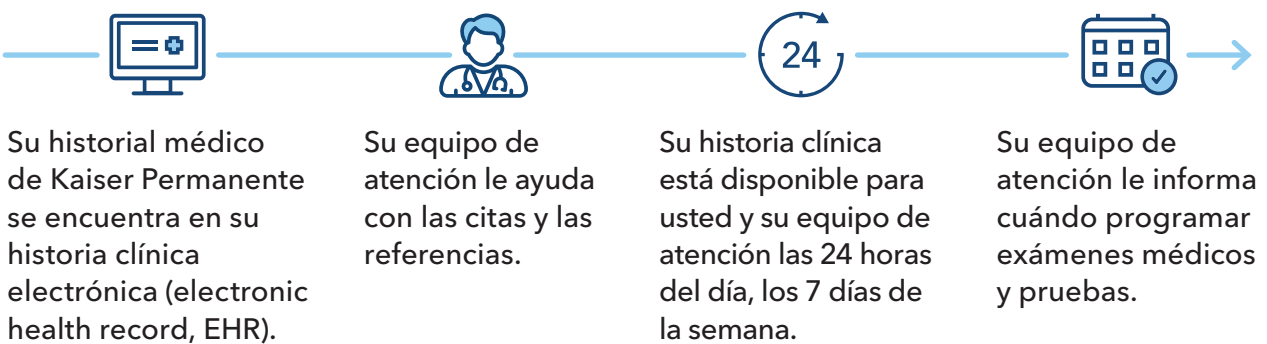 24
Su historial médico
de Kaiser Permanente
se encuentra en su
historia clínica
electrónica (electronic
health record, EHR).
Su equipo de
atención le ayuda
con las citas y las
referencias.
Su historia clínica
está disponible para
usted y su equipo de
atención las 24 horas
del día, los 7 días de
la semana.
Su equipo de
atención le informa
cuándo programar
exámenes médicos
y pruebas.